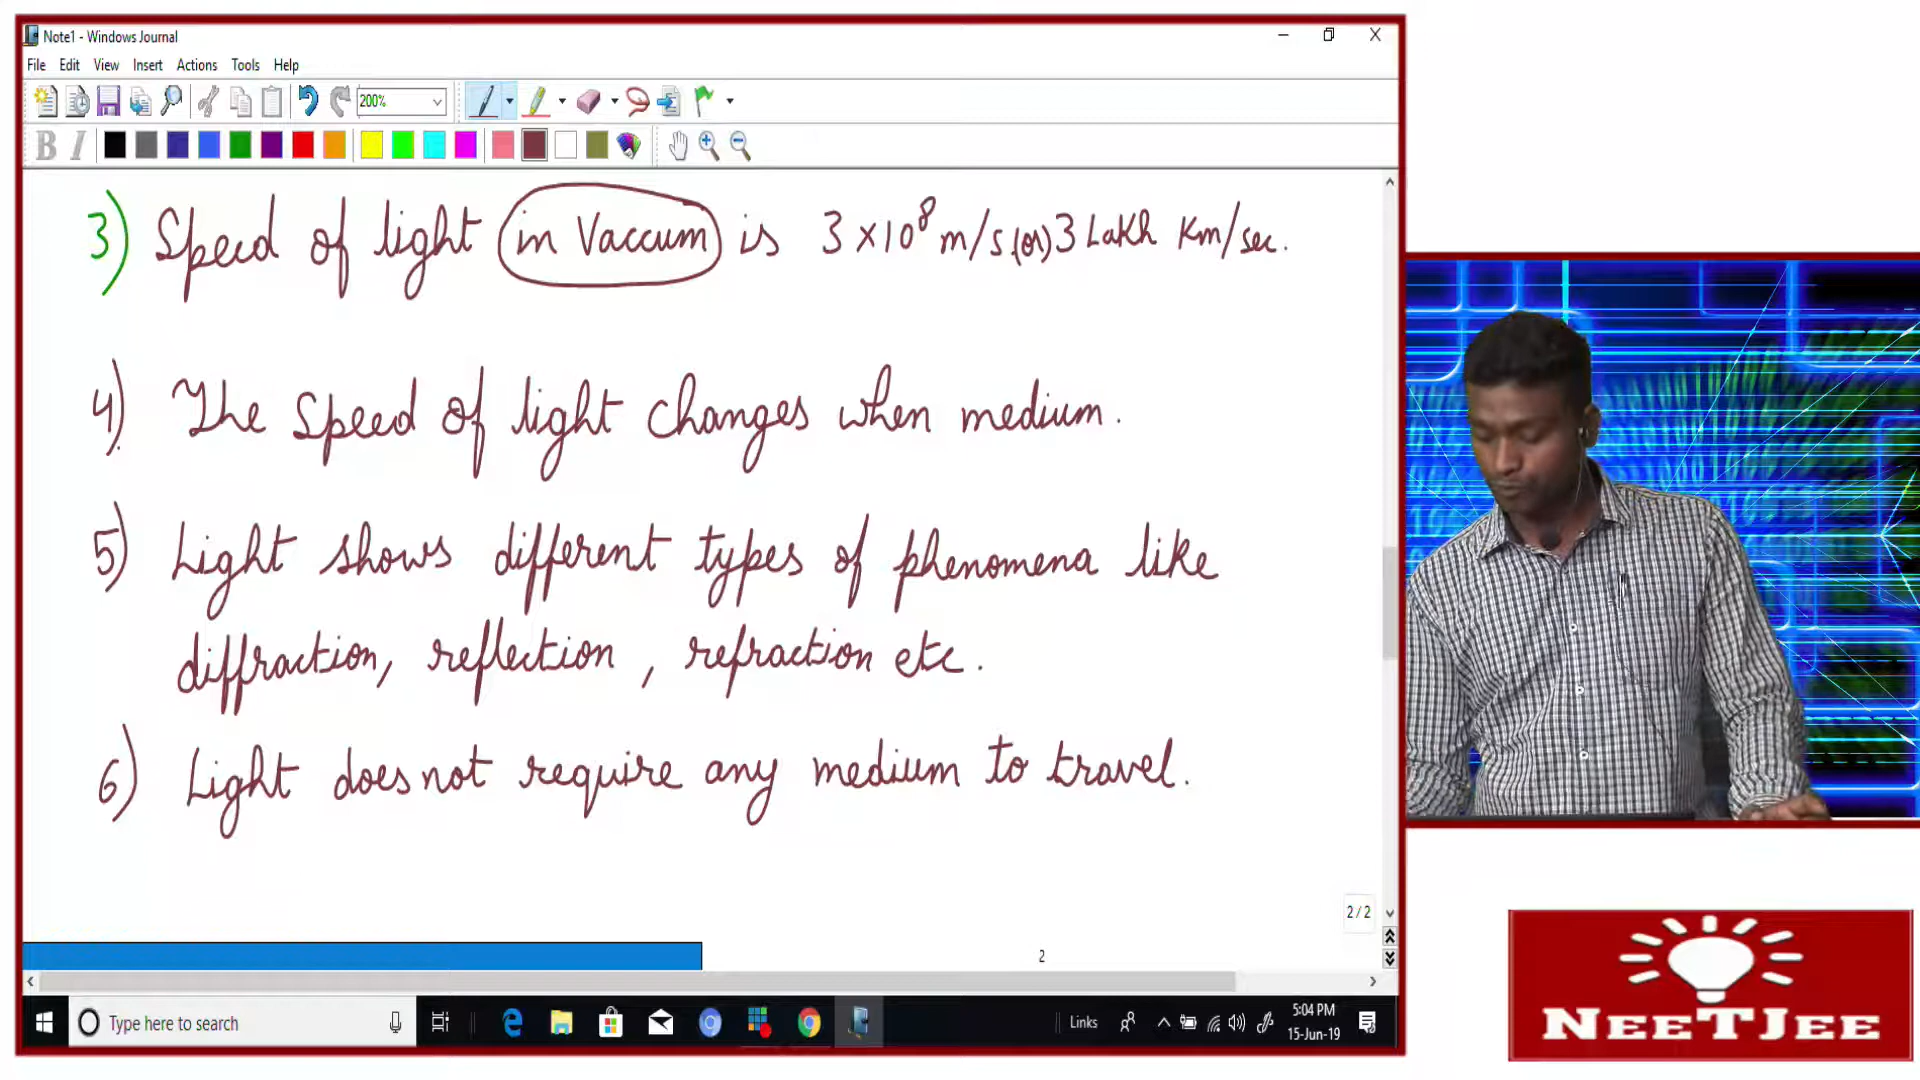 Note1 - Windows Journal
File Edit View Insert Actions Tools Help
200%
B I
3) Speed of light in Vaccum is 3 × 10⁸ m/s.(or) 3 Lakh Km/sec.
4) The Speed of light changes when medium.
5) Light shows different types of phenomena like
diffraction, reflection, refraction etc.
6) Light does not require any medium to travel.
2 / 2
2
Type here to search
Links
5:04 PM
15-Jun-19
NEETJEE